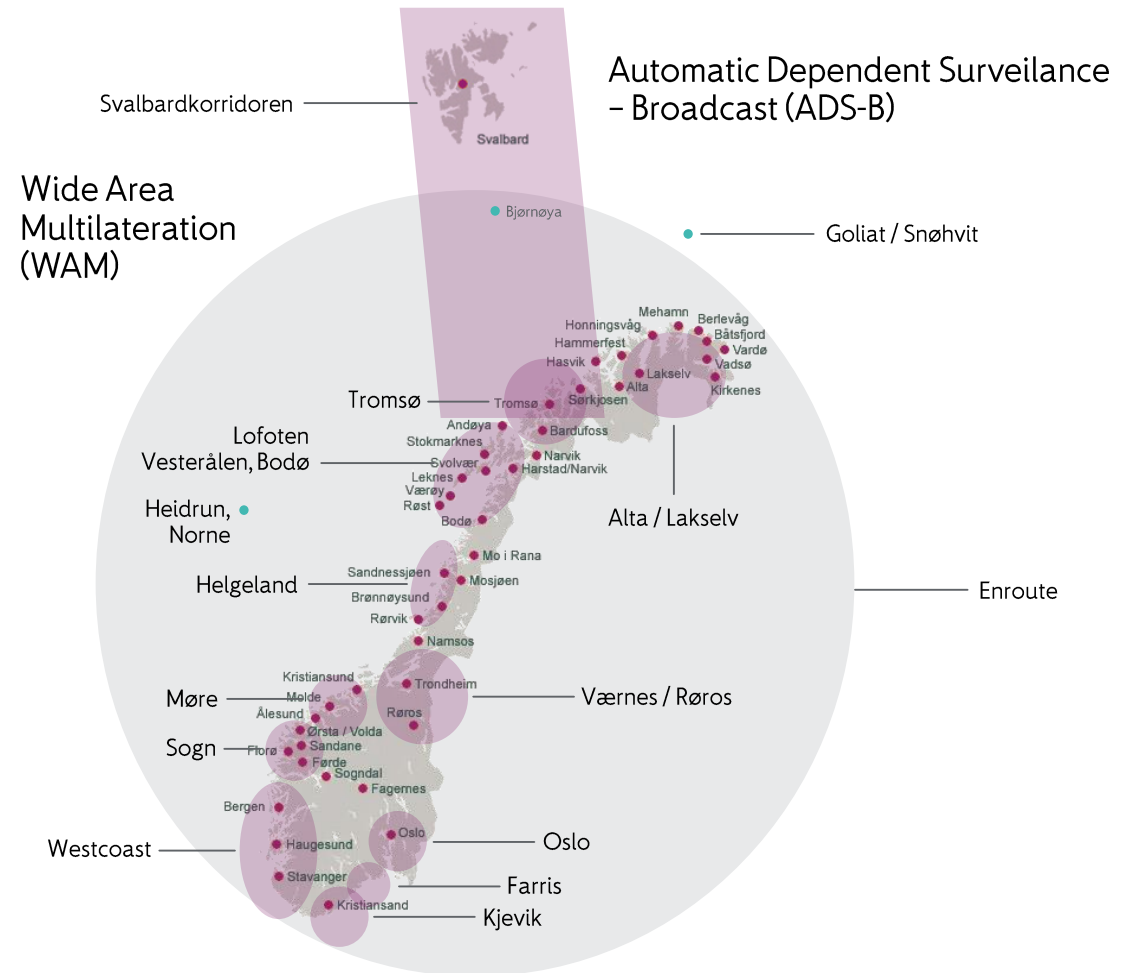 Automatic Dependent Surveilance
– Broadcast (ADS-B)
Svalbardkorridoren
Svalbard
Wide Area
Multilateration
(WAM)
Bjørnøya
Goliat / Snøhvit
Mehamn
Berlevåg
Honningsvåg
Båtsfjord
Hammerfest
Vardø
Hasvik
Vadsø
Lakselv
Alta
Kirkenes
Tromsø
Tromsø
Sørkjosen
Andøya
Bardufoss
Lofoten
Vesterålen, Bodø
Stokmarknes
Narvik
Svolvær
Harstad/Narvik
Leknes
Værøy
Røst
Bodø
Alta / Lakselv
Heidrun,
Norne
Mo i Rana
Sandnessjøen
Mosjøen
Helgeland
Brønnøysund
Rørvik
Enroute
Namsos
Kristiansund
Trondheim
Møre
Molde
Værnes / Røros
Ålesund
Røros
Ørsta / Volda
Sogn
Florø
Sandane
Førde
Sogndal
Fagernes
Bergen
Oslo
Oslo
Westcoast
Haugesund
Stavanger
Farris
Kristiansand
Kjevik